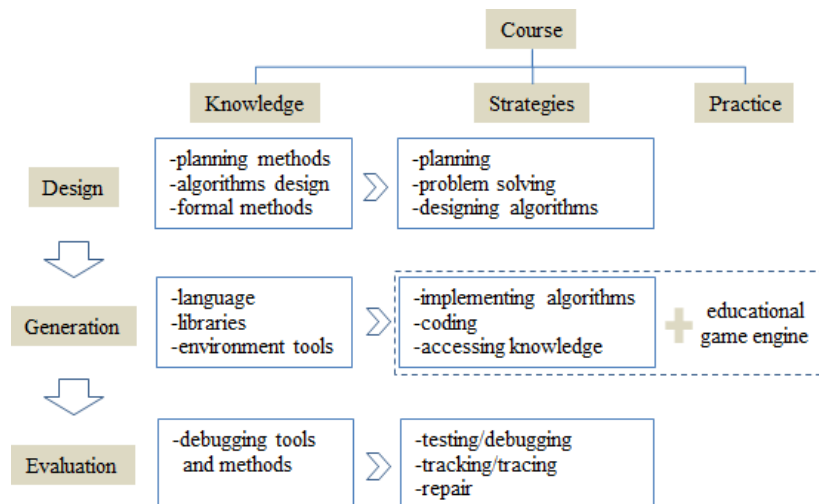 Course
Knowledge
Strategies
Practice
Design
-planning methods
-algorithms design
-formal methods
-planning
-problem solving
-designing algorithms
Generation
-language
-libraries
-environment tools
-implementing algorithms
-coding
-accessing knowledge
educational
game engine
Evaluation
-debugging tools
and methods
-testing/debugging
-tracking/tracing
-repair